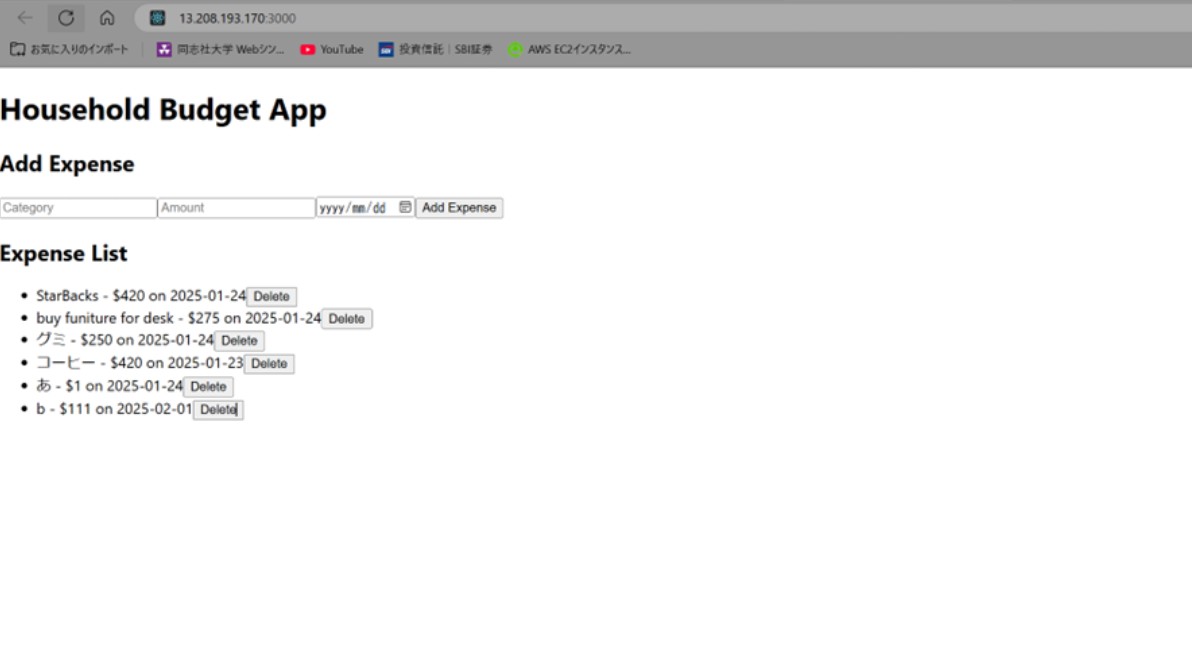 13.208.193.170:3000
お気に入りのインポート 同志社大学 Webシン... YouTube 投資信託｜SBI証券 AWS EC2インスタンス...
Household Budget App
Add Expense
Category Amount yyyy/mm/dd Add Expense
Expense List
StarBacks - $420 on 2025-01-24 Delete
buy funiture for desk - $275 on 2025-01-24 Delete
グミ - $250 on 2025-01-24 Delete
コーヒー - $420 on 2025-01-23 Delete
あ - $1 on 2025-01-24 Delete
b - $111 on 2025-02-01 Delete